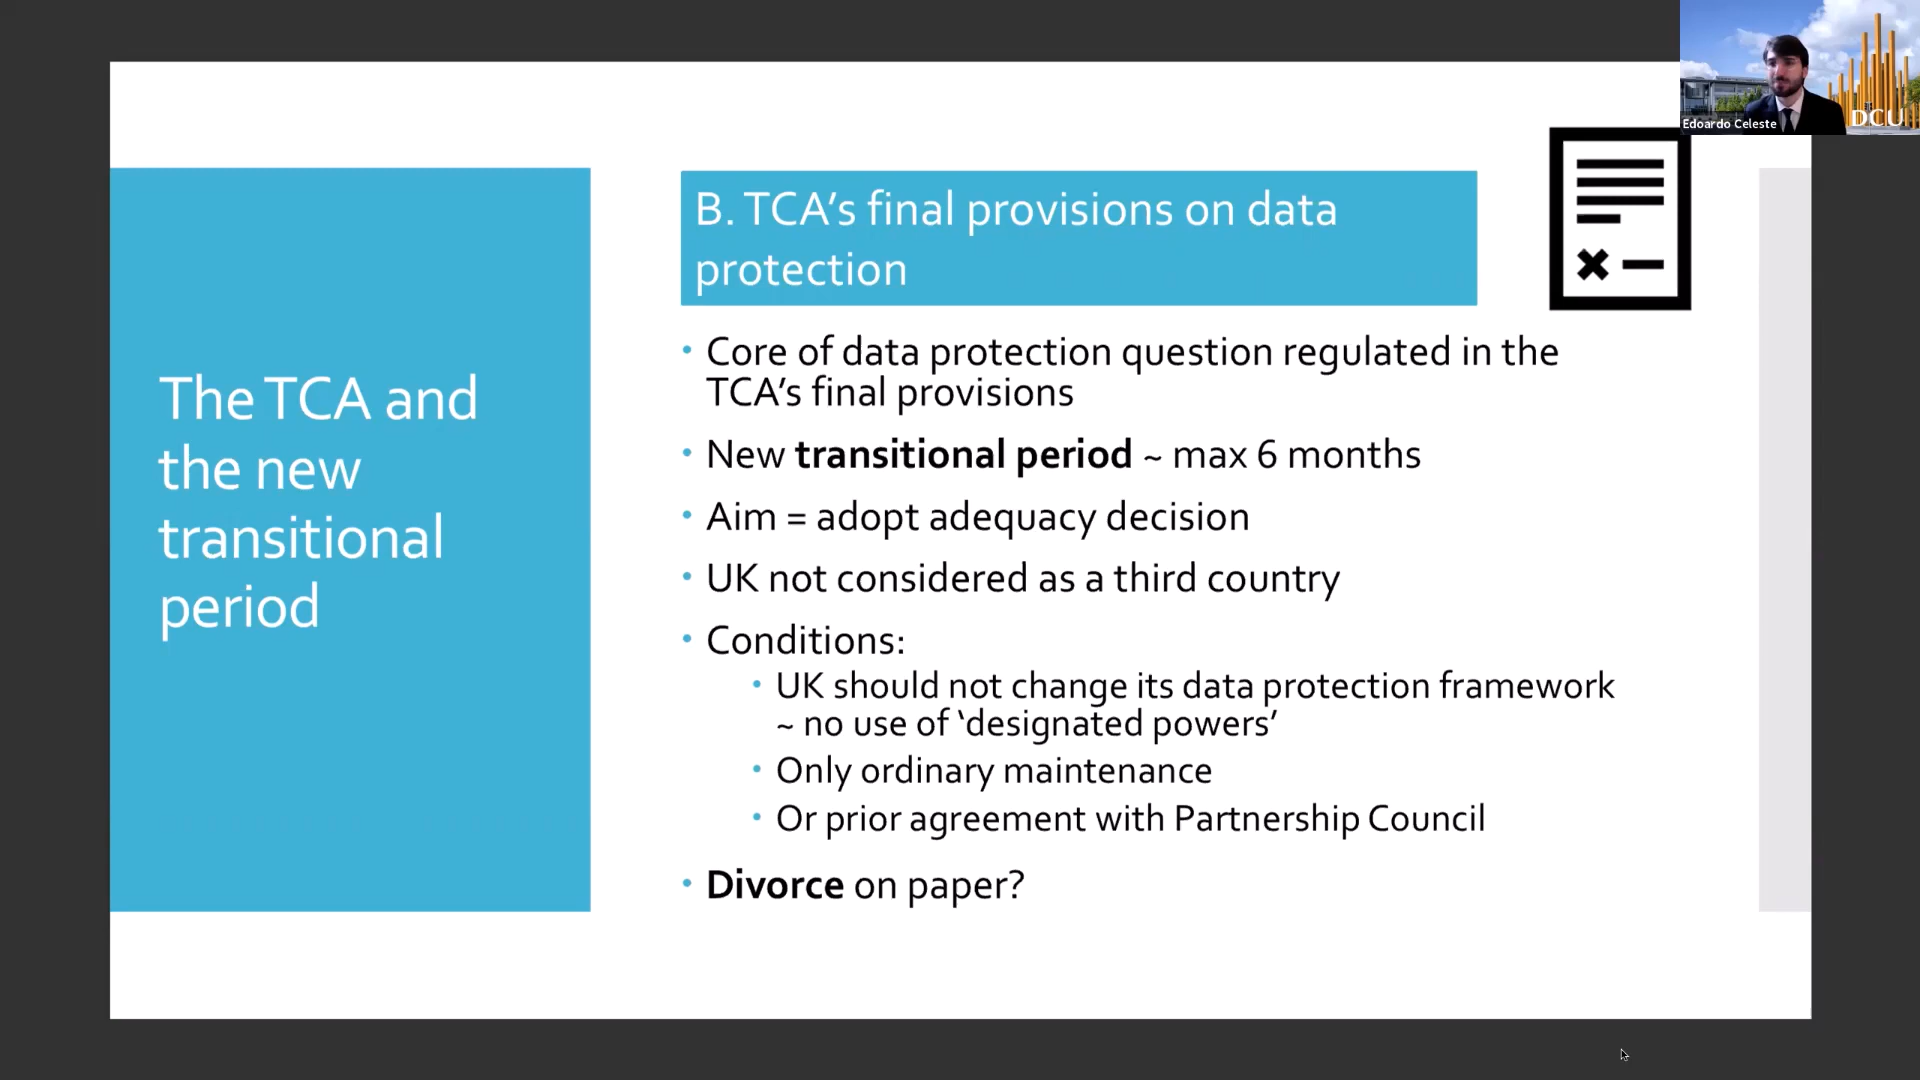 Edoardo Celeste
DCU
The TCA and
the new
transitional
period
B. TCA's final provisions on data
protection
• Core of data protection question regulated in the
TCA's final provisions
• New transitional period ~ max 6 months
• Aim = adopt adequacy decision
• UK not considered as a third country
• Conditions:
• UK should not change its data protection framework
~ no use of ‘designated powers’
• Only ordinary maintenance
• Or prior agreement with Partnership Council
• Divorce on paper?